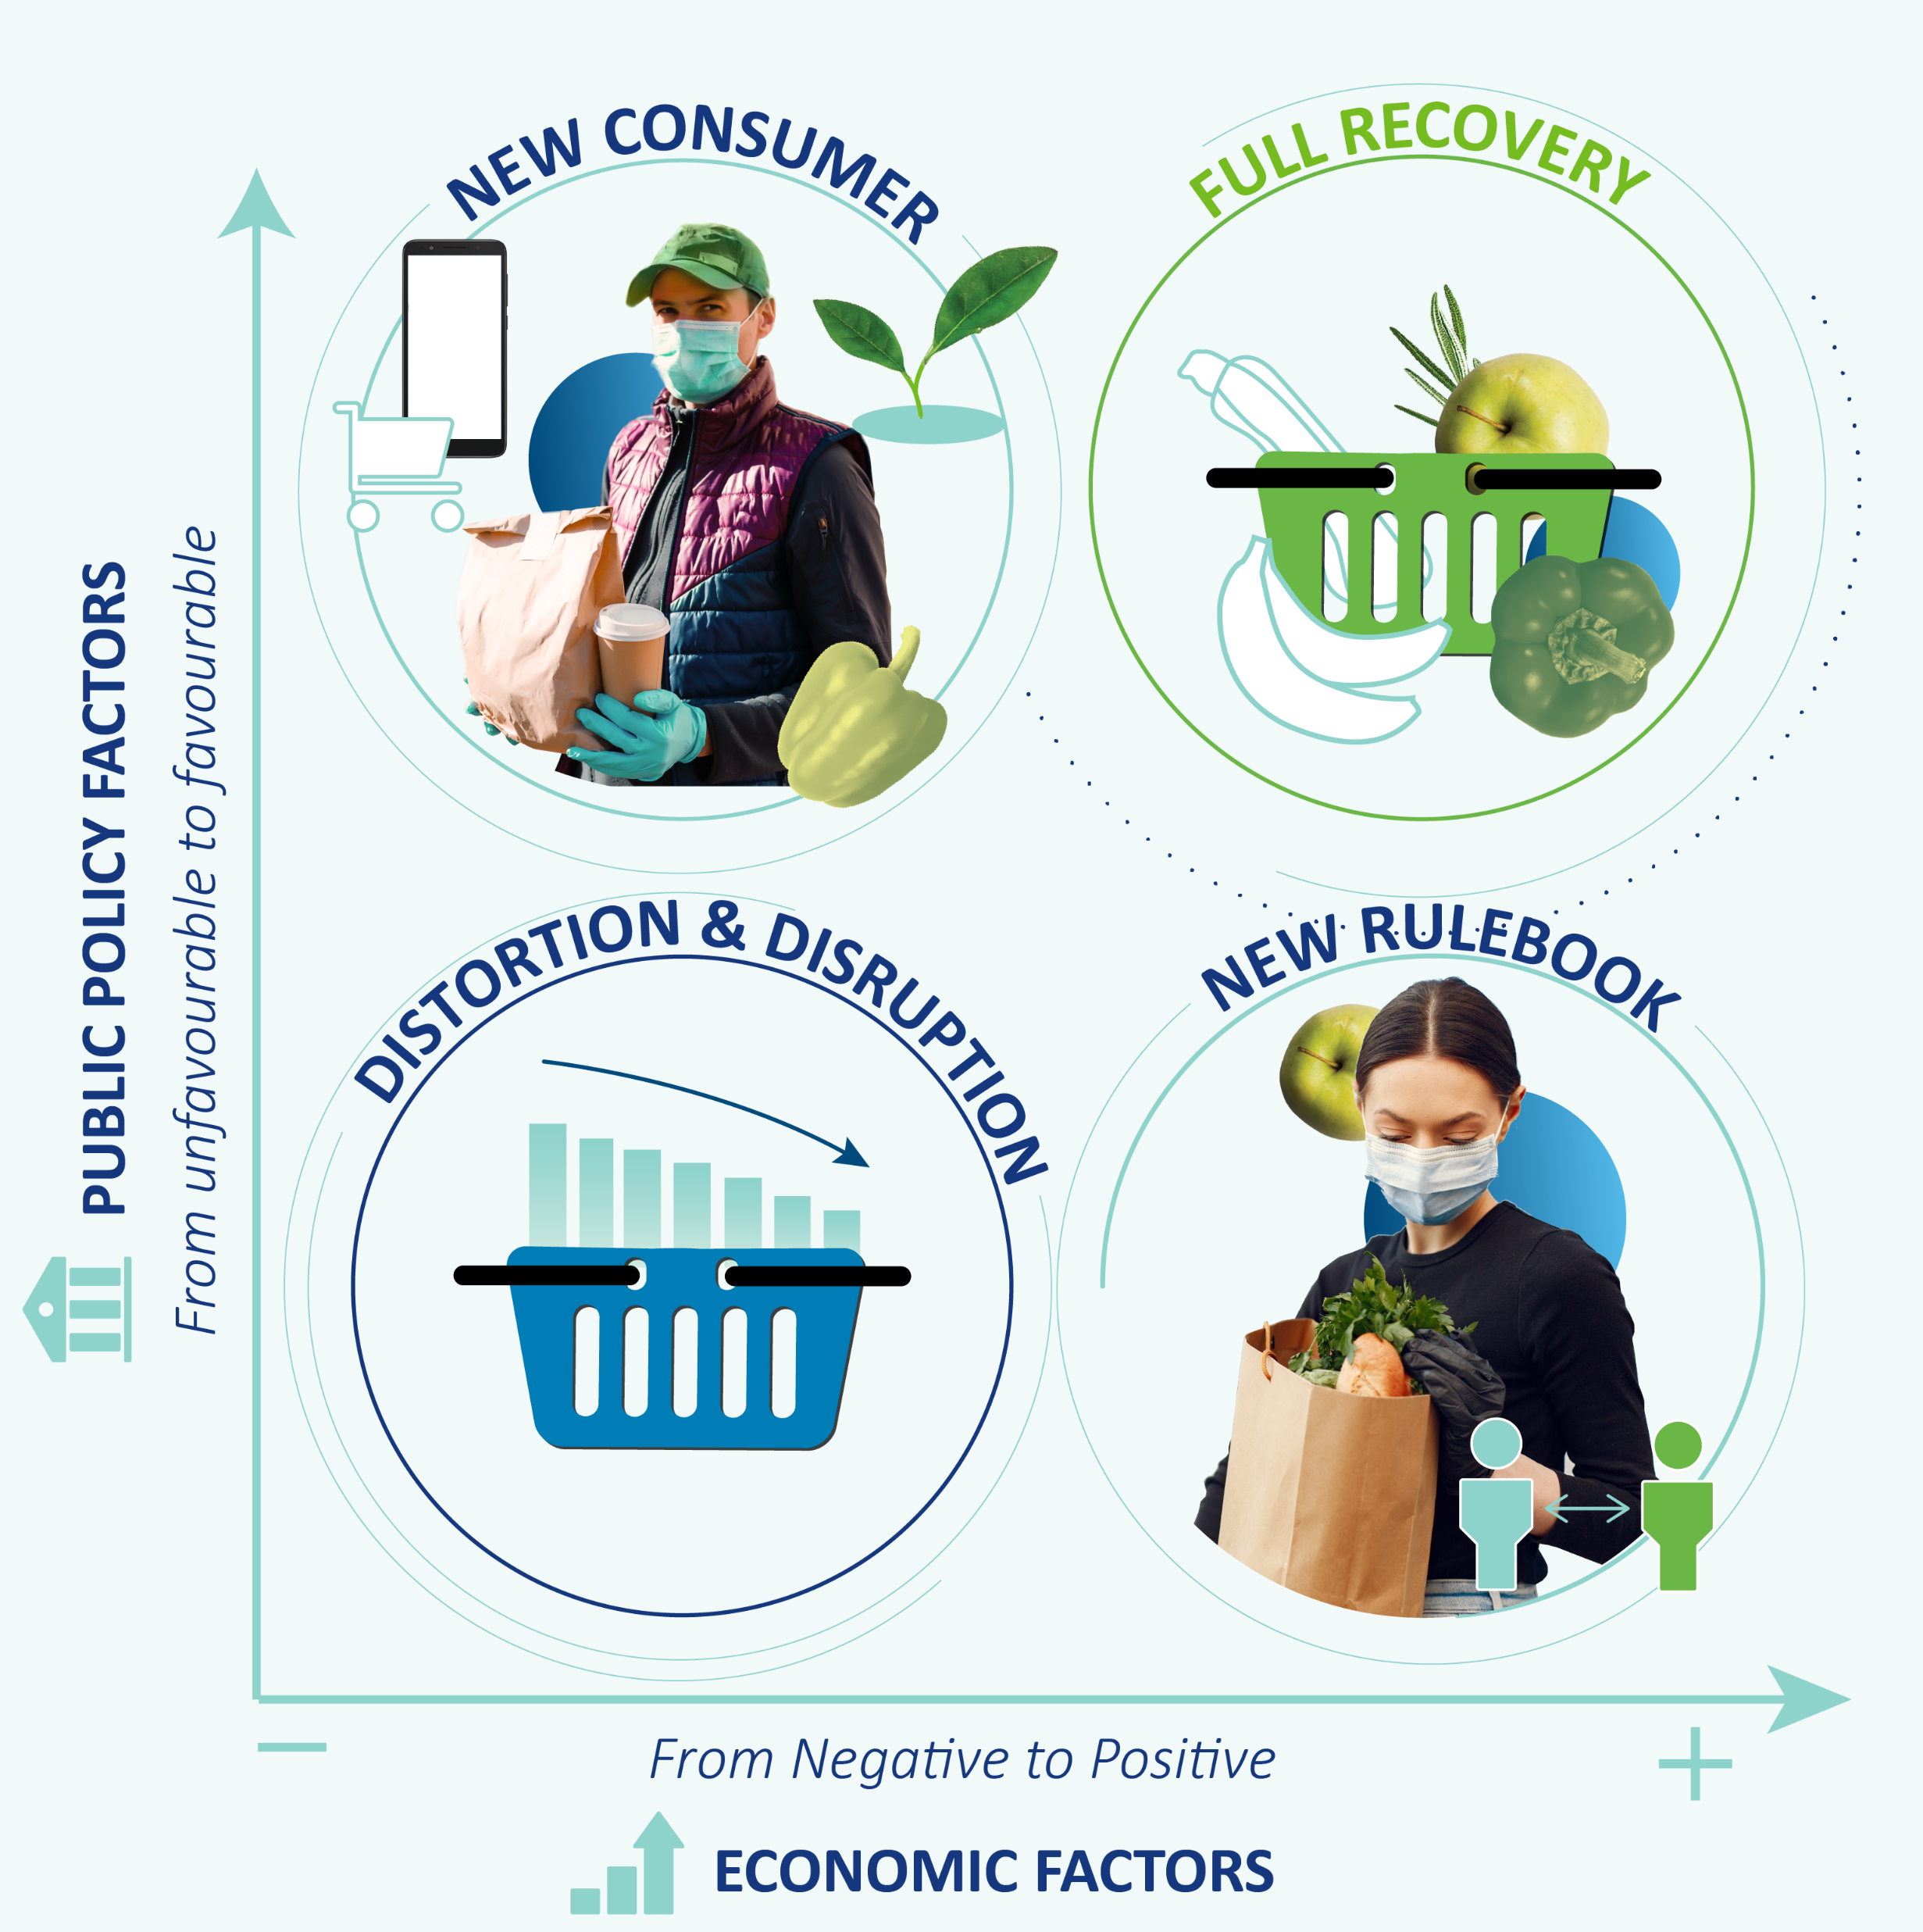 NEW CONSUMER
FULL RECOVERY
PUBLIC POLICY FACTORS
From unfavourable to favourable
DISTORTION & DISRUPTION
NEW RULEBOOK
From Negative to Positive
ECONOMIC FACTORS